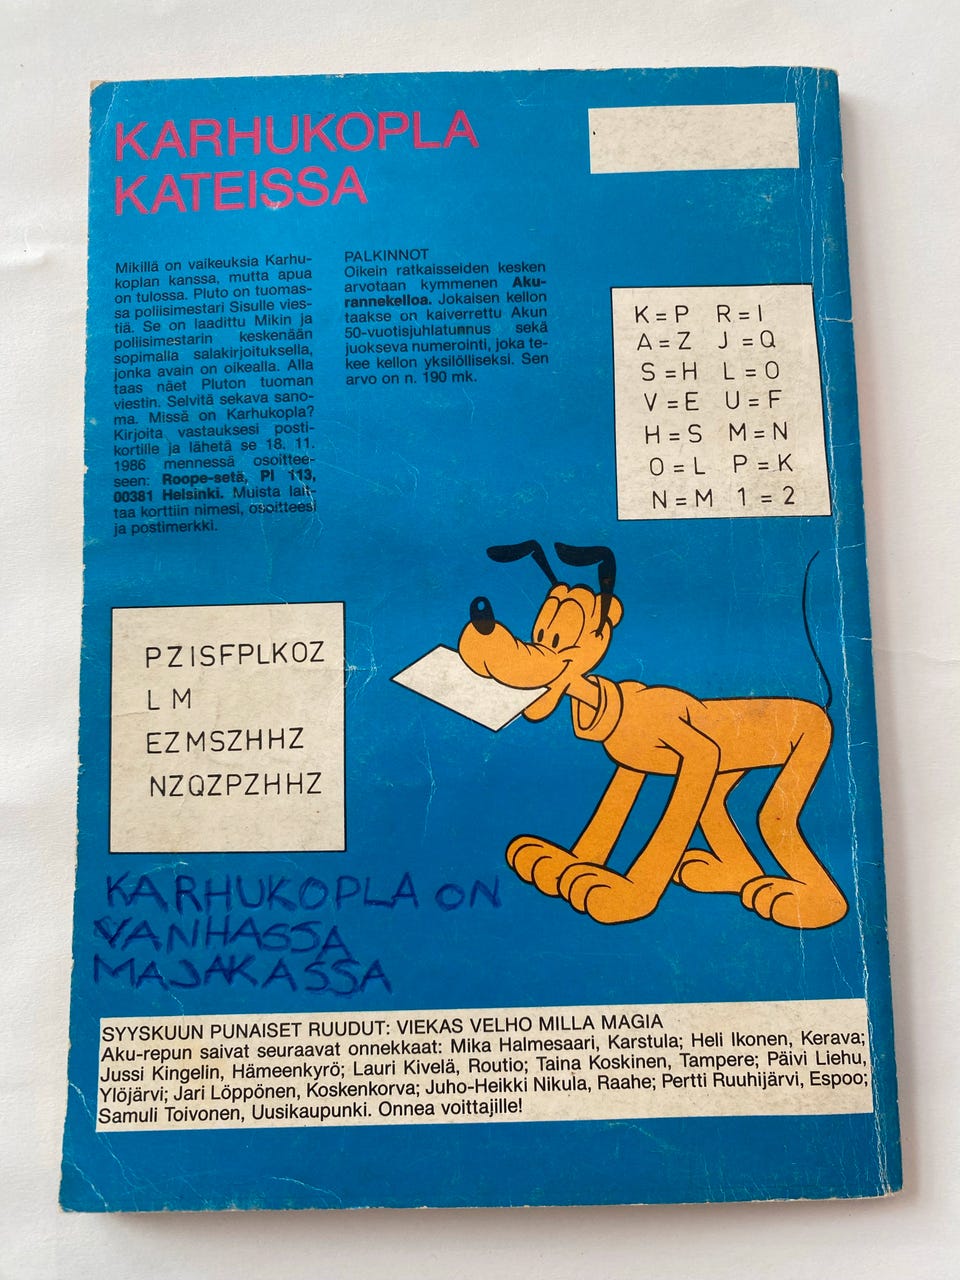 KARHUKOPLA
KATEISSA
Mikillä on vaikeuksia Karhu-
koplan kanssa, mutta apua
on tulossa. Pluto on tuomas-
sa poliisimestari Sisulle vies-
tiä. Se on laadittu Mikin ja
poliisimestarin keskenään
sopimalla salakirjoituksella,
jonka avain on oikealla. Alla
taas näet Pluton tuoman
viestin. Selvitä sekava sano-
ma. Missä on Karhukopla?
Kirjoita vastauksesi posti-
kortille ja lähetä se 18. 11.
1986 mennessä osoittee-
seen: Roope-setä, Pl 113,
00381 Helsinki. Muista lait-
taa korttiin nimesi, osoitteesi
ja postimerkki.
PALKINNOT
Oikein ratkaisseiden kesken
arvotaan kymmenen Aku-
rannekelloa. Jokaisen kellon
taakse on kaiverrettu Akun
50-vuotisjuhlatunnus sekä
juokseva numerointi, joka te-
kee kellon yksilölliseksi. Sen
arvo on n. 190 mk.
K=P R=I
A=Z J=Q
S=H L=O
V=E U=F
H=S M=N
O=L P=K
N=M 1=2
PZISFPLKOZ
LM
EZMSZHHZ
NZQZPZHHZ
KARHUKOPLA ON
VANHASSA
MAJAKASSA
SYYSKUUN PUNAISET RUUDUT: VIEKAS VELHO MILLA MAGIA
Aku-repun saivat seuraavat onnekkaat: Mika Halmesaari, Karstula; Heli Ikonen, Kerava;
Jussi Kingelin, Hämeenkyrö; Lauri Kivelä, Routio; Taina Koskinen, Tampere; Päivi Liehu,
Ylöjärvi; Jari Löppönen, Koskenkorva; Juho-Heikki Nikula, Raahe; Pertti Ruuhijärvi, Espoo;
Samuli Toivonen, Uusikaupunki. Onnea voittajille!